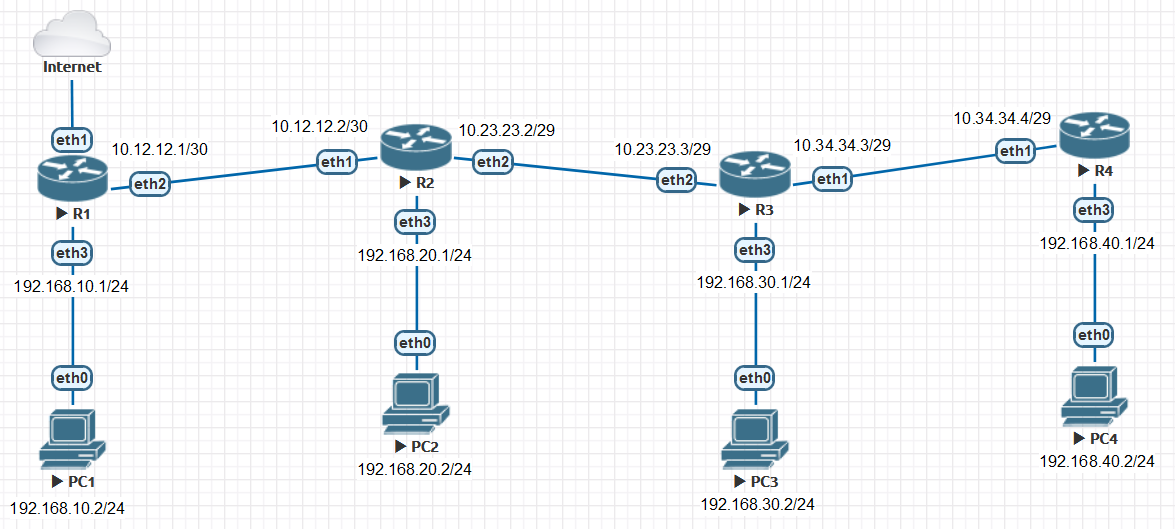 Internet
eth1
10.12.12.1/30
eth2
R1
eth3
192.168.10.1/24
eth0
PC1
192.168.10.2/24
10.12.12.2/30
eth1
10.23.23.2/29
eth2
R2
eth3
192.168.20.1/24
eth0
PC2
192.168.20.2/24
10.23.23.3/29
eth2
10.34.34.3/29
eth1
R3
eth3
192.168.30.1/24
eth0
PC3
192.168.30.2/24
10.34.34.4/29
eth1
R4
eth3
192.168.40.1/24
eth0
PC4
192.168.40.2/24